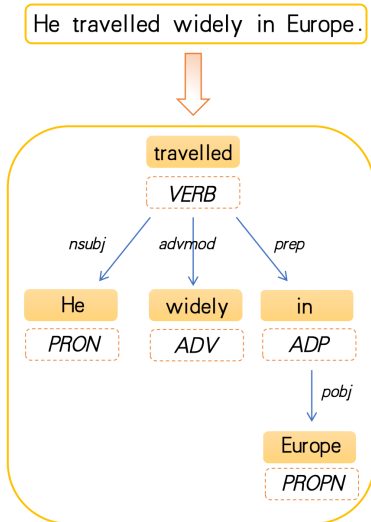 He travelled widely in Europe.
travelled
VERB
nsubj advmod prep
He widely in
PRON ADV ADP
pobj
Europe
PROPN